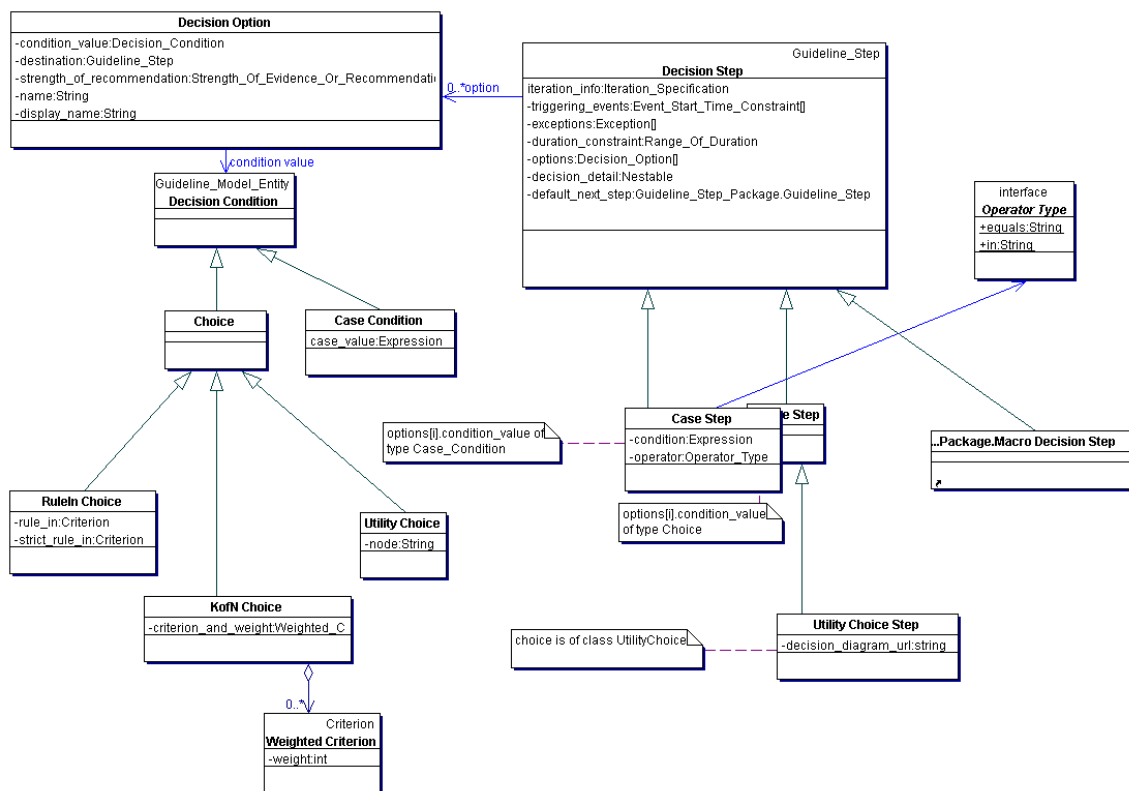 Decision Option
-condition_value:Decision_Condition
-destination:Guideline_Step
-strength_of_recommendation:Strength_Of_Evidence_Or_Recommendatio
-name:String
-display_name:String
0..*option
Guideline_Step
Decision Step
iteration_info:Iteration_Specification
-triggering_events:Event_Start_Time_Constraint[]
-exceptions:Exception[]
-duration_constraint:Range_Of_Duration
-options:Decision_Option[]
-decision_detail:Nestable
-default_next_step:Guideline_Step_Package.Guideline_Step
condition value
Guideline_Model_Entity
Decision Condition
interface
Operator Type
+equals:String
+in:String
Choice
Case Condition
case_value:Expression
options[i].condition_value of
type Case_Condition
Case Step
-condition:Expression
-operator:Operator_Type
e Step
...Package.Macro Decision Step
RuleIn Choice
-rule_in:Criterion
-strict_rule_in:Criterion
Utility Choice
-node:String
options[i].condition_value
of type Choice
KofN Choice
-criterion_and_weight:Weighted_C
choice is of class UtilityChoice
Utility Choice Step
-decision_diagram_url:string
0..*
Criterion
Weighted Criterion
-weight:int